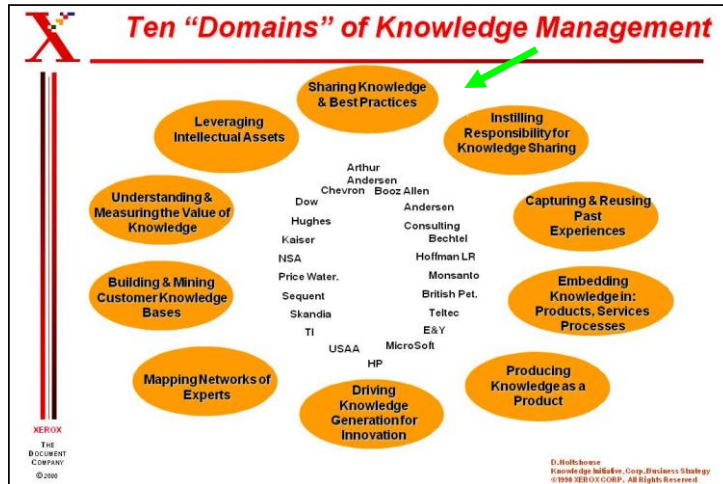 Ten “Domains” of Knowledge Management
Sharing Knowledge
& Best Practices
Instilling
Responsibility for
Knowledge Sharing
Capturing & Reusing
Past
Experiences
Embedding
Knowledge in:
Products, Services
Processes
Producing
Knowledge as a
Product
Driving
Knowledge
Generation for
Innovation
Mapping Networks of
Experts
Building & Mining
Customer Knowledge
Bases
Understanding &
Measuring the Value of
Knowledge
Leveraging
Intellectual Assets
Arthur
Andersen
Chevron
Booz Allen
Dow
Andersen
Hughes
Consulting
Kaiser
Bechtel
NSA
Hoffman LR
Price Water.
Monsanto
Sequent
British Pet.
Skandia
Teltec
TI
E&Y
USAA
MicroSoft
HP
XEROX
THE
DOCUMENT
COMPANY
©2000
D.Holtshouse
Knowledge Initiative, Corp. Business Strategy
©1998 XEROX CORP. All Rights Reserved